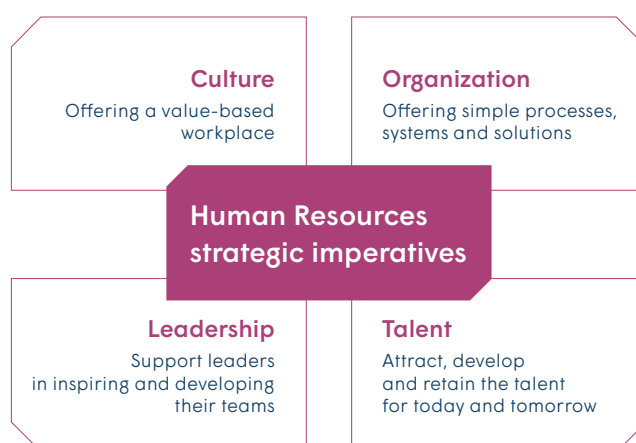 Culture
Offering a value-based
workplace
Organization
Offering simple processes,
systems and solutions
Human Resources
strategic imperatives
Leadership
Support leaders
in inspiring and developing
their teams
Talent
Attract, develop
and retain the talent
for today and tomorrow